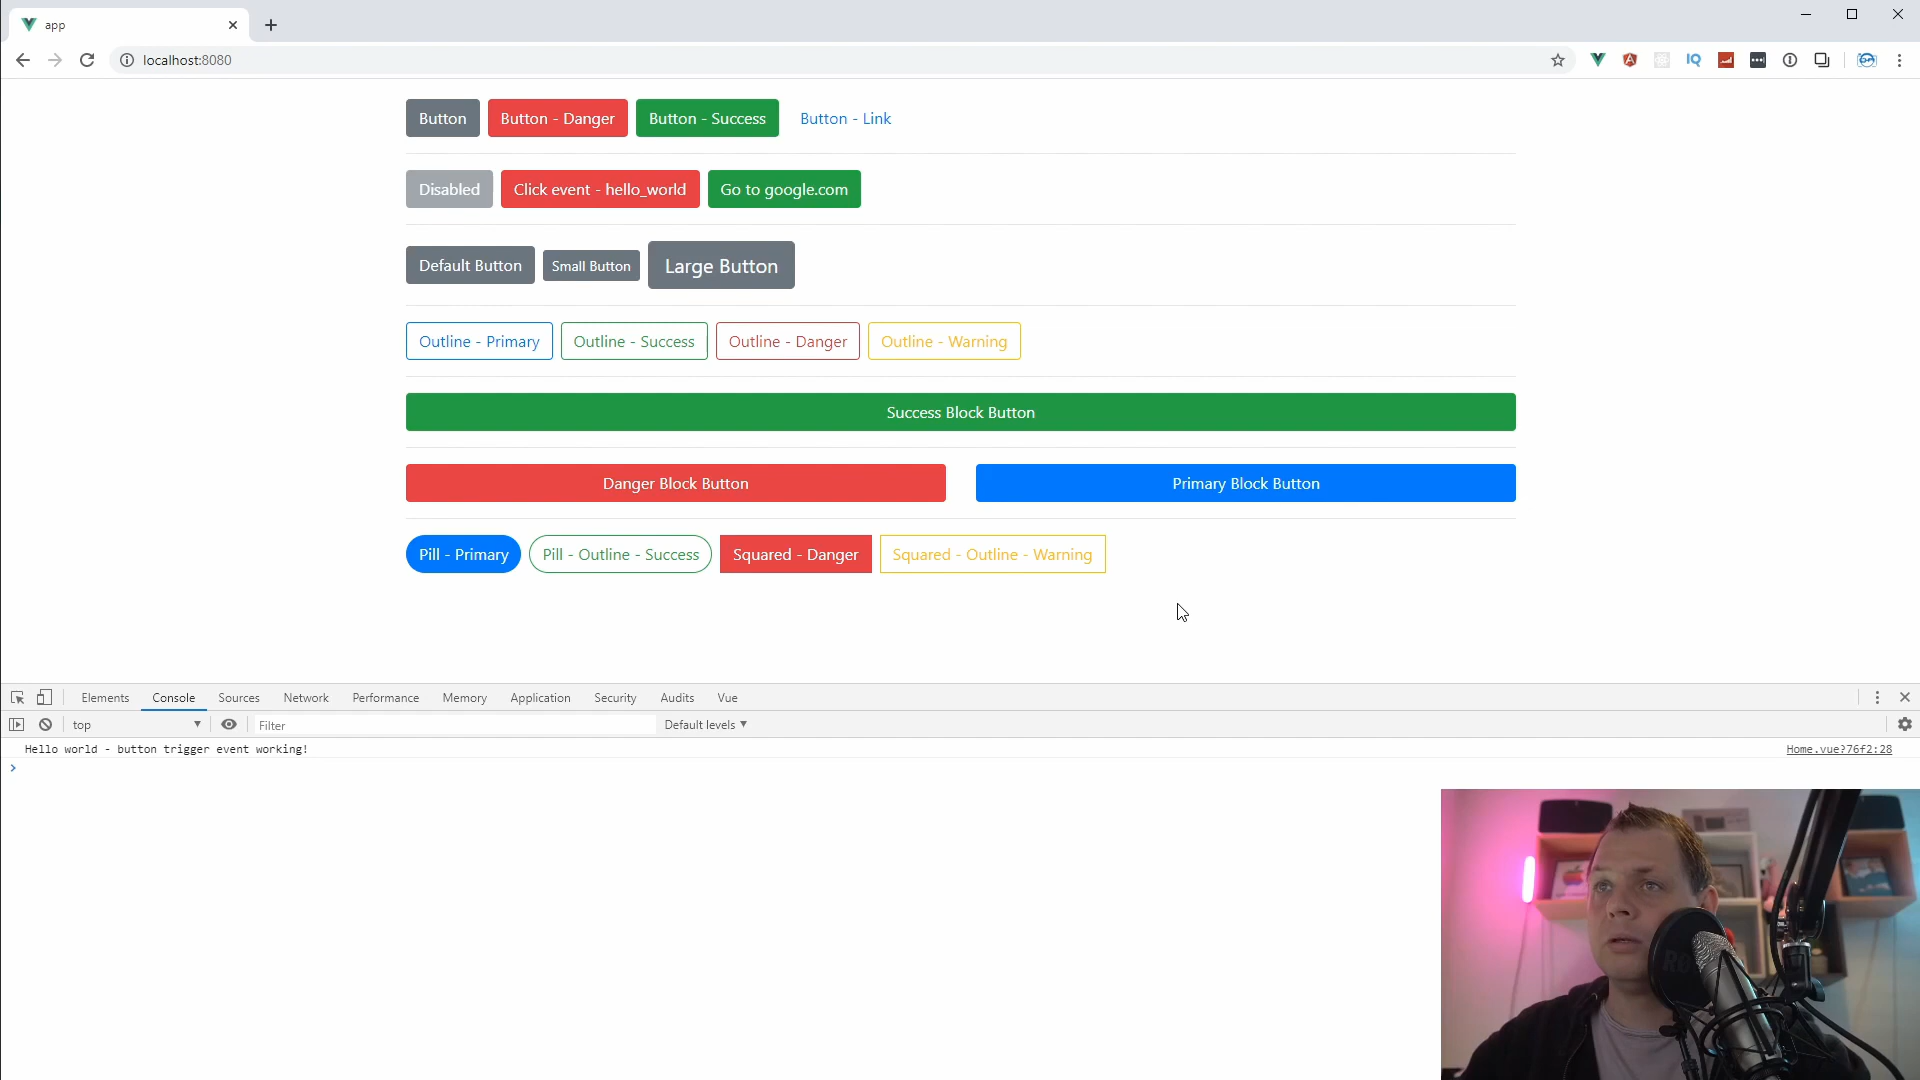 app
localhost:8080
IQ
Button
Button - Danger
Button - Success
Button - Link
Disabled
Click event - hello_world
Go to google.com
Default Button
Small Button
Large Button
Outline - Primary
Outline - Success
Outline - Danger
Outline - Warning
Success Block Button
Danger Block Button
Primary Block Button
Pill - Primary
Pill - Outline - Success
Squared - Danger
Squared - Outline - Warning
Elements
Console
Sources
Network
Performance
Memory
Application
Security
Audits
Vue
top
Filter
Default levels
Hello world - button trigger event working!
Home.vue?76f2:28